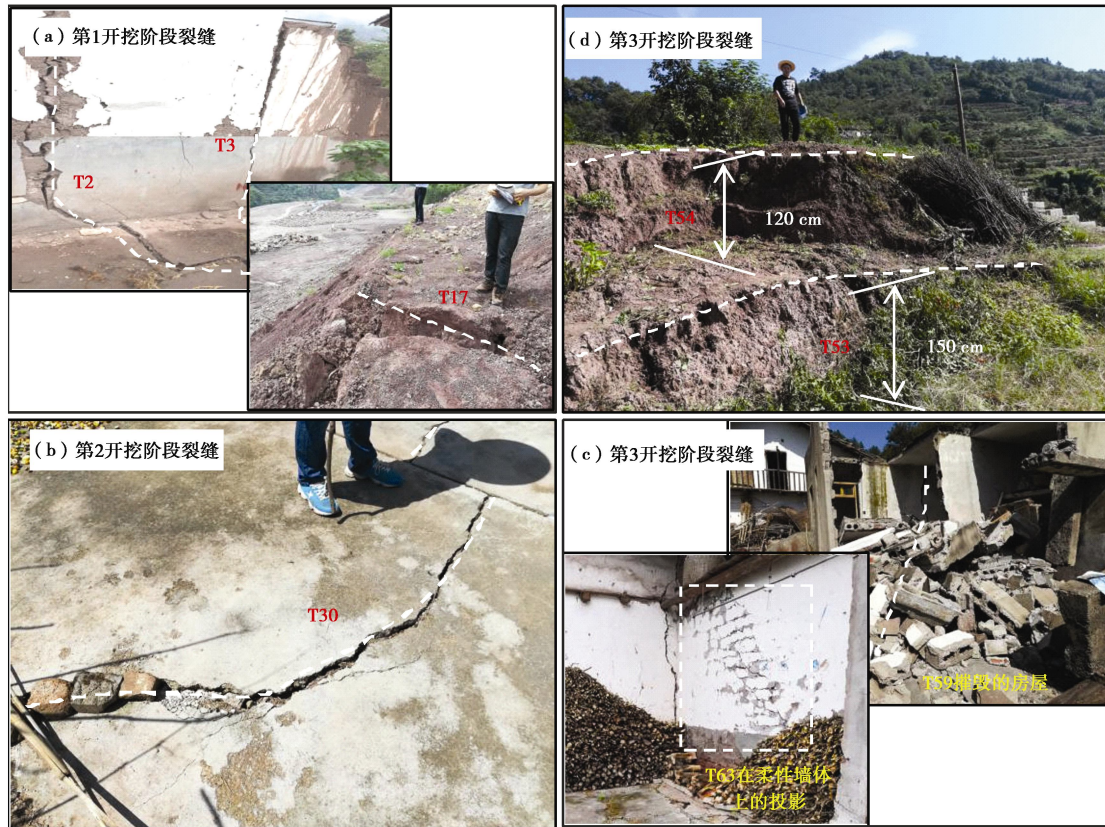 (a)第1开挖阶段裂缝
T3
T2
T17
(d)第3开挖阶段裂缝
T54
120 cm
T53
150 cm
(b)第2开挖阶段裂缝
T30
(c)第3开挖阶段裂缝
T59摧毁的房屋
T63在柔性墙体
上的投影